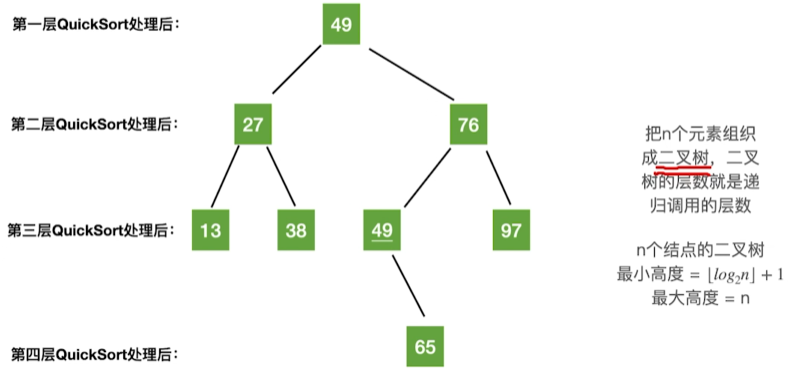 第一层QuickSort处理后：
49
第二层QuickSort处理后：
27
76
第三层QuickSort处理后：
13
38
49
97
第四层QuickSort处理后：
65
把n个元素组织
成二叉树，二叉
树的层数就是递
归调用的层数
n个结点的二叉树
最小高度 = ⌊log₂n⌋ + 1
最大高度 = n